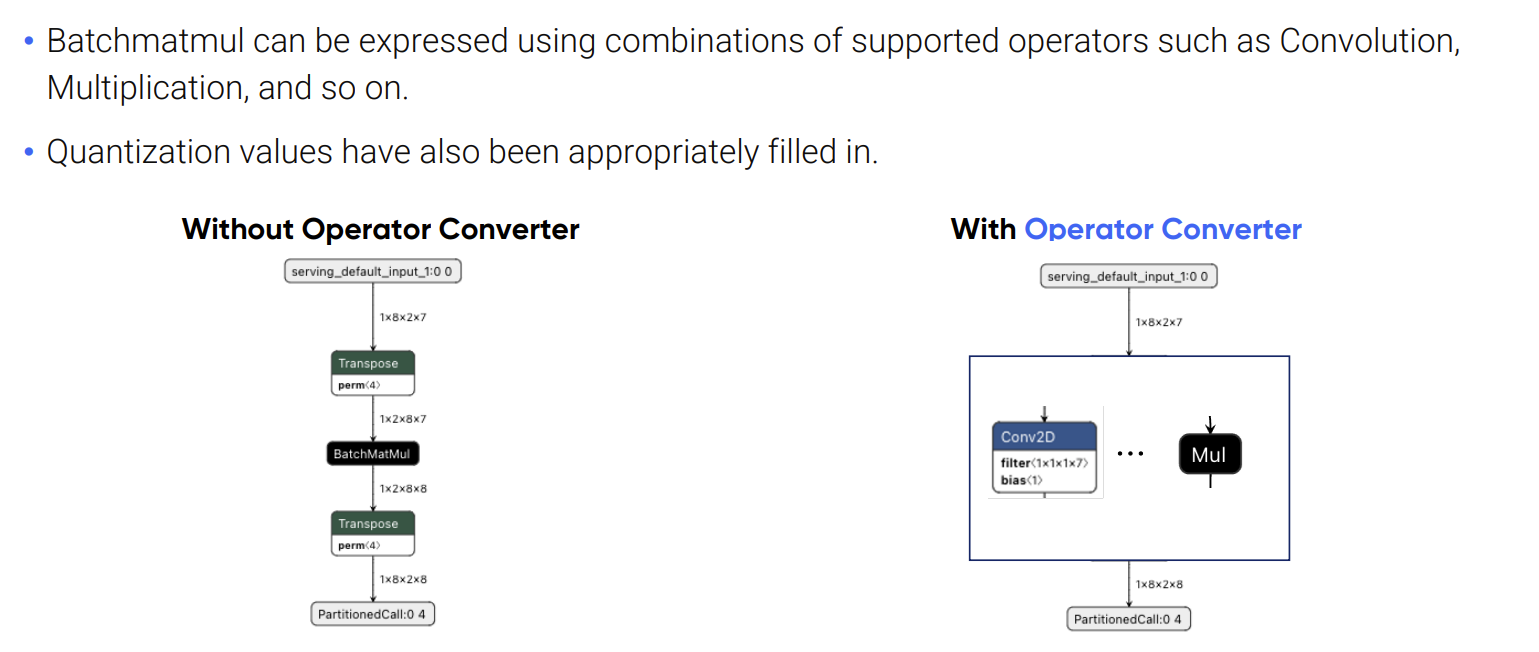 • Batchmatmul can be expressed using combinations of supported operators such as Convolution,
Multiplication, and so on.
• Quantization values have also been appropriately filled in.
Without Operator Converter
serving_default_input_1:0 0
1×8×2×7
Transpose
perm⟨4⟩
1×2×8×7
BatchMatMul
1×2×8×8
Transpose
perm⟨4⟩
1×8×2×8
PartitionedCall:0 4
With Operator Converter
serving_default_input_1:0 0
1×8×2×7
Conv2D
filter⟨1×1×1×7⟩
bias⟨1⟩
...
Mul
1×8×2×8
PartitionedCall:0 4